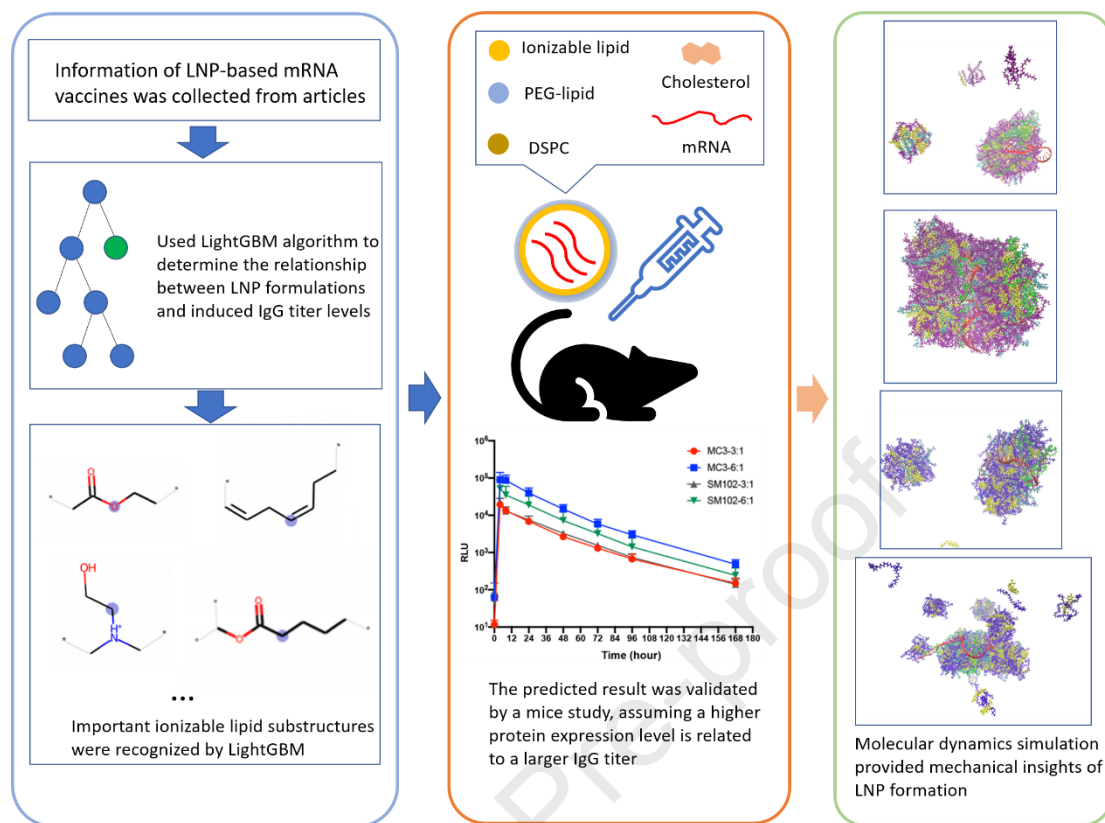 Information of LNP-based mRNA
vaccines was collected from articles
Used LightGBM algorithm to
determine the relationship
between LNP formulations
and induced IgG titer levels
O
O
OH
H+
N
O
O
...
Important ionizable lipid substructures
were recognized by LightGBM
Ionizable lipid
PEG-lipid
DSPC
Cholesterol
mRNA
10⁶
10⁵
10⁴
10³
10²
10¹
RLU
MC3-3:1
MC3-6:1
SM102-3:1
SM102-6:1
0 12 24 36 48 60 72 84 96 108 120 132 144 156 168 180
Time (hour)
The predicted result was validated
by a mice study, assuming a higher
protein expression level is related
to a larger IgG titer
Molecular dynamics simulation
provided mechanical insights of
LNP formation
Pre-proof